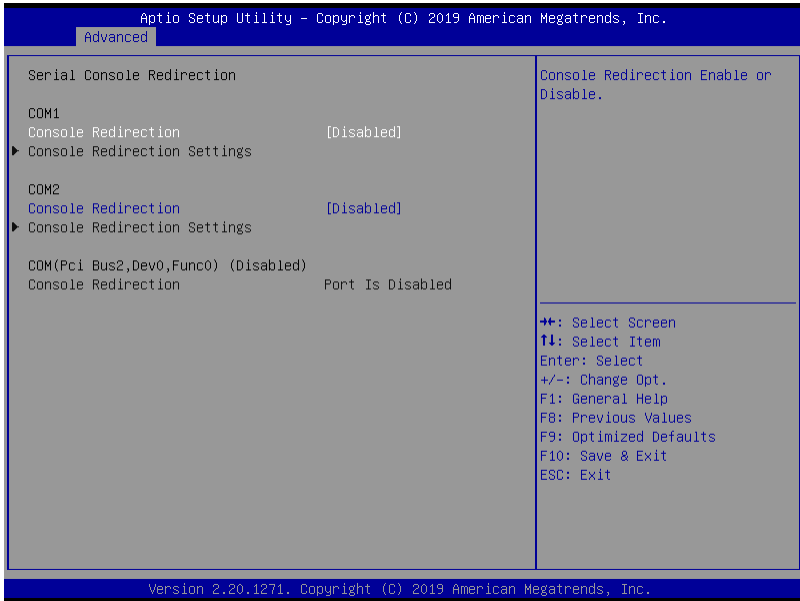 Aptio Setup Utility – Copyright (C) 2019 American Megatrends, Inc.
Advanced
Serial Console Redirection
COM1
Console Redirection [Disabled]
Console Redirection Settings
COM2
Console Redirection [Disabled]
Console Redirection Settings
COM(Pci Bus2,Dev0,Func0) (Disabled)
Console Redirection Port Is Disabled
Console Redirection Enable or
Disable.
→←: Select Screen
↑↓: Select Item
Enter: Select
+/-: Change Opt.
F1: General Help
F8: Previous Values
F9: Optimized Defaults
F10: Save & Exit
ESC: Exit
Version 2.20.1271. Copyright (C) 2019 American Megatrends, Inc.